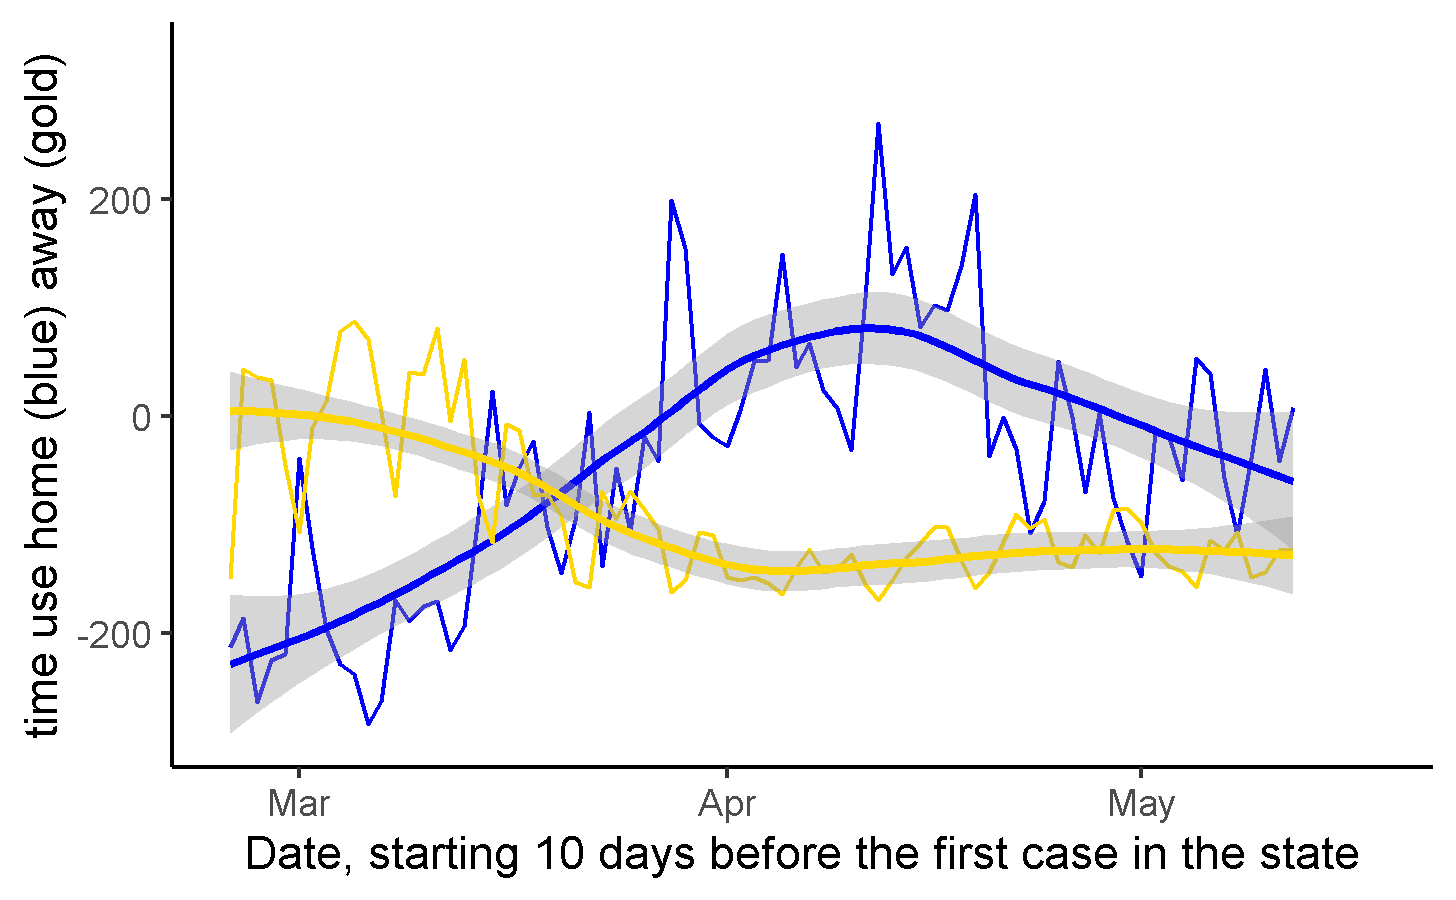 time use home (blue) away (gold)
200
0
-200
Mar
Apr
May
Date, starting 10 days before the first case in the state